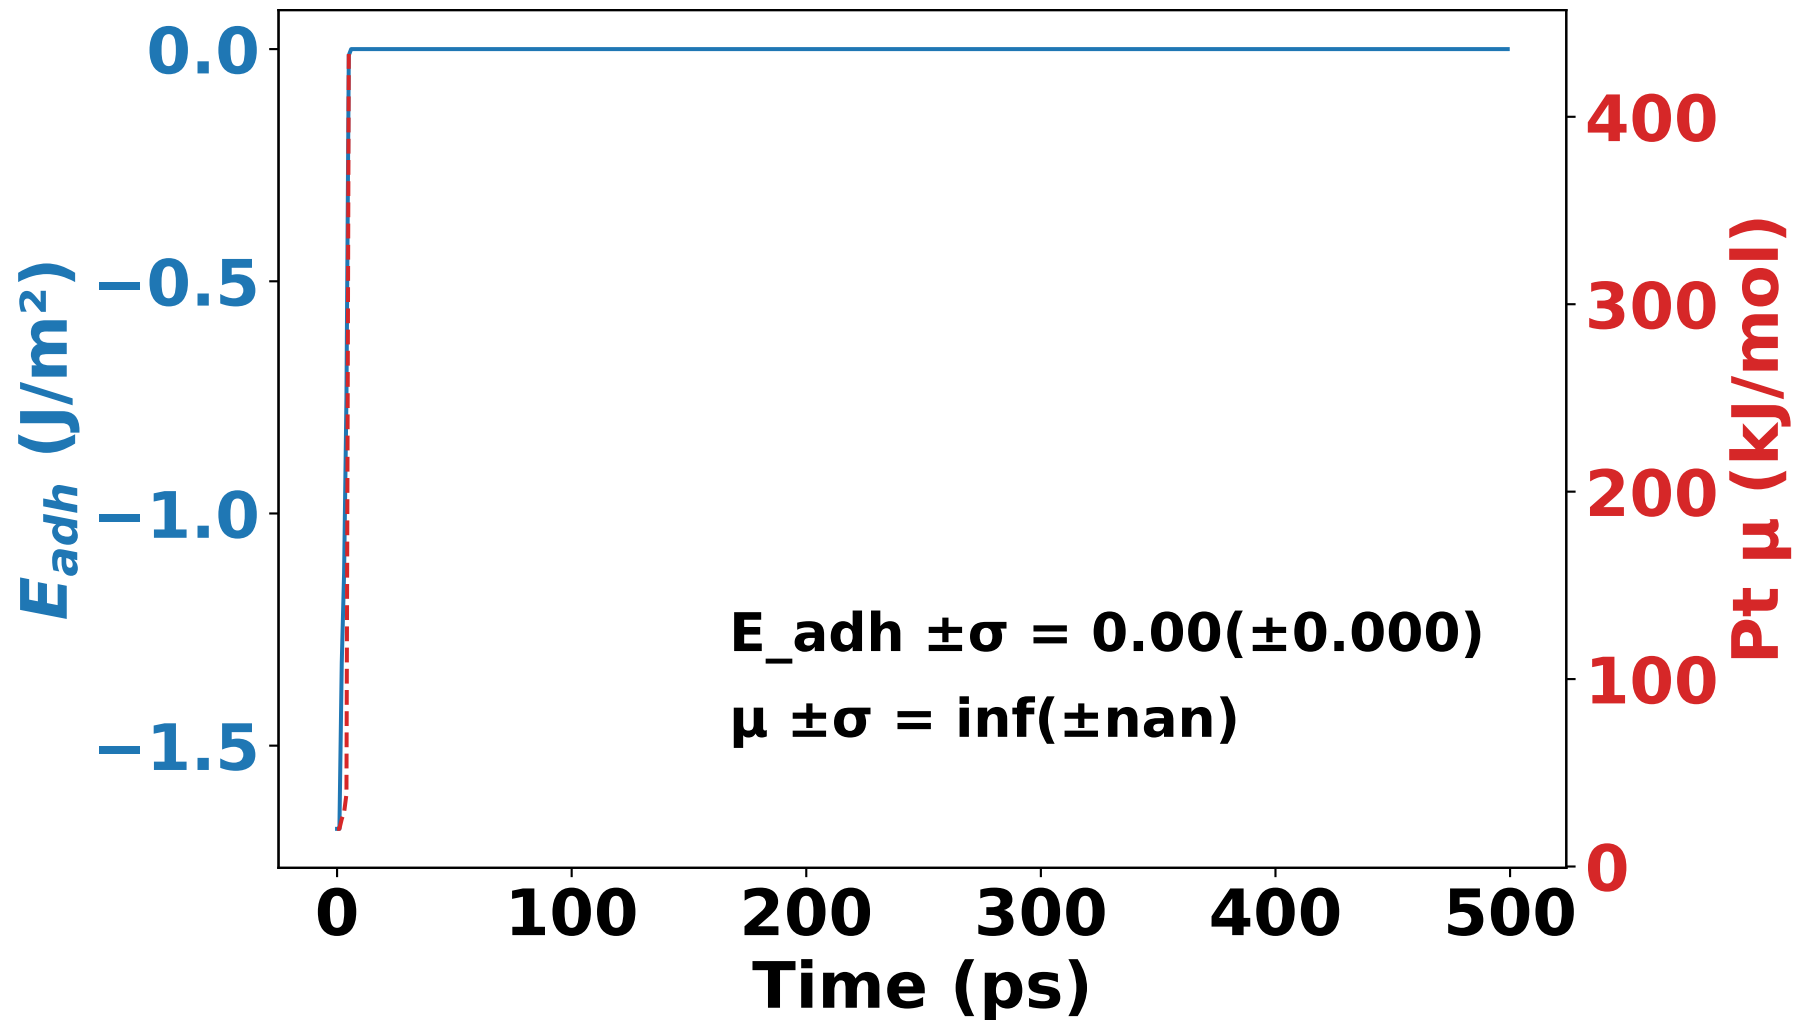 0.0
−0.5
−1.0
−1.5
E_adh (J/m²)
400
300
200
100
0
Pt μ (kJ/mol)
E_adh ±σ = 0.00(±0.000)
μ ±σ = inf(±nan)
0 100 200 300 400 500
Time (ps)